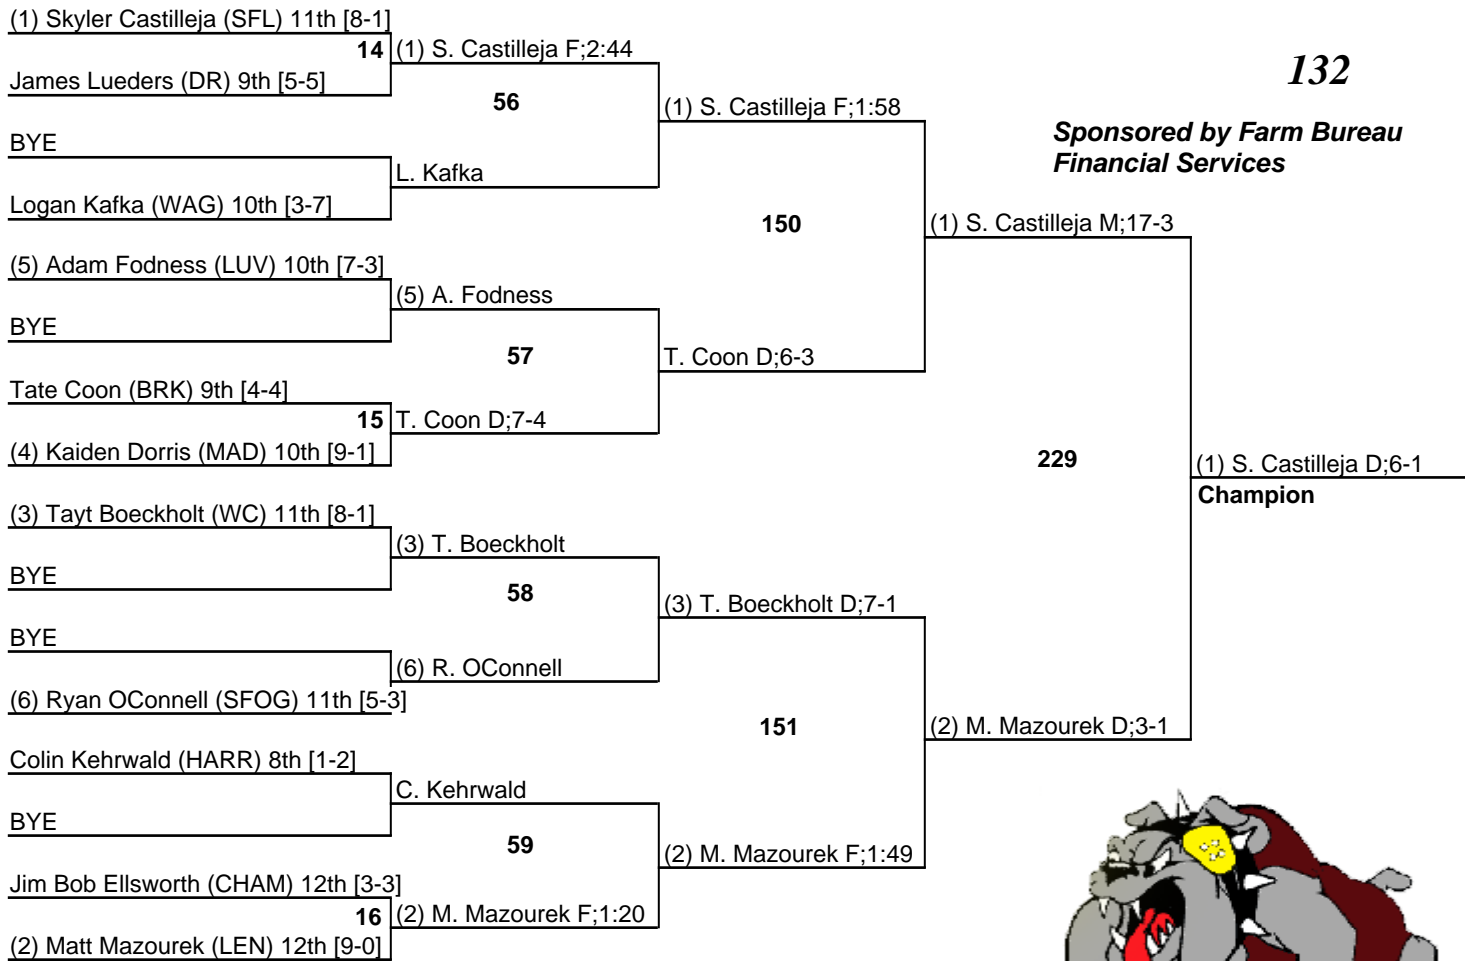 (1) Skyler Castilleja (SFL) 11th [8-1]
14
James Lueders (DR) 9th [5-5]
(1) S. Castilleja F;2:44
56
BYE
Logan Kafka (WAG) 10th [3-7]
L. Kafka
(1) S. Castilleja F;1:58
150
(5) Adam Fodness (LUV) 10th [7-3]
BYE
(5) A. Fodness
57
Tate Coon (BRK) 9th [4-4]
15
(4) Kaiden Dorris (MAD) 10th [9-1]
T. Coon D;7-4
T. Coon D;6-3
(1) S. Castilleja M;17-3
229
(3) Tayt Boeckholt (WC) 11th [8-1]
BYE
(3) T. Boeckholt
58
BYE
(6) Ryan OConnell (SFOG) 11th [5-3]
(6) R. OConnell
(3) T. Boeckholt D;7-1
151
Colin Kehrwald (HARR) 8th [1-2]
BYE
C. Kehrwald
59
Jim Bob Ellsworth (CHAM) 12th [3-3]
16
(2) Matt Mazourek (LEN) 12th [9-0]
(2) M. Mazourek F;1:20
(2) M. Mazourek F;1:49
(2) M. Mazourek D;3-1
(1) S. Castilleja D;6-1
Champion
132
Sponsored by Farm Bureau
Financial Services